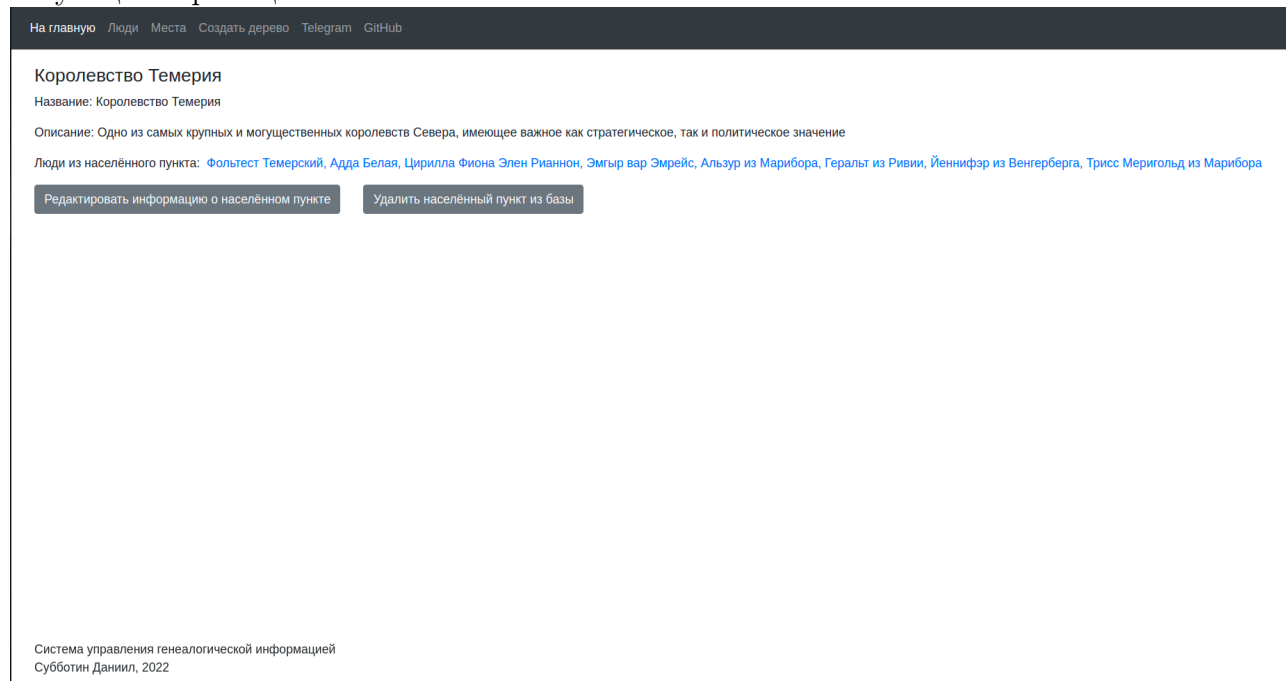 На главную Люди Места Создать дерево Telegram GitHub
Королевство Темерия
Название: Королевство Темерия
Описание: Одно из самых крупных и могущественных королевств Севера, имеющее важное как стратегическое, так и политическое значение
Люди из населённого пункта: Фольтест Темерский, Адда Белая, Цирилла Фиона Элен Рианнон, Эмгыр вар Эмрейс, Альзур из Марибора, Геральт из Ривии, Йеннифэр из Венгерберга, Трисс Меригольд из Марибора
Редактировать информацию о населённом пункте Удалить населённый пункт из базы
Система управления генеалогической информацией
Субботин Даниил, 2022